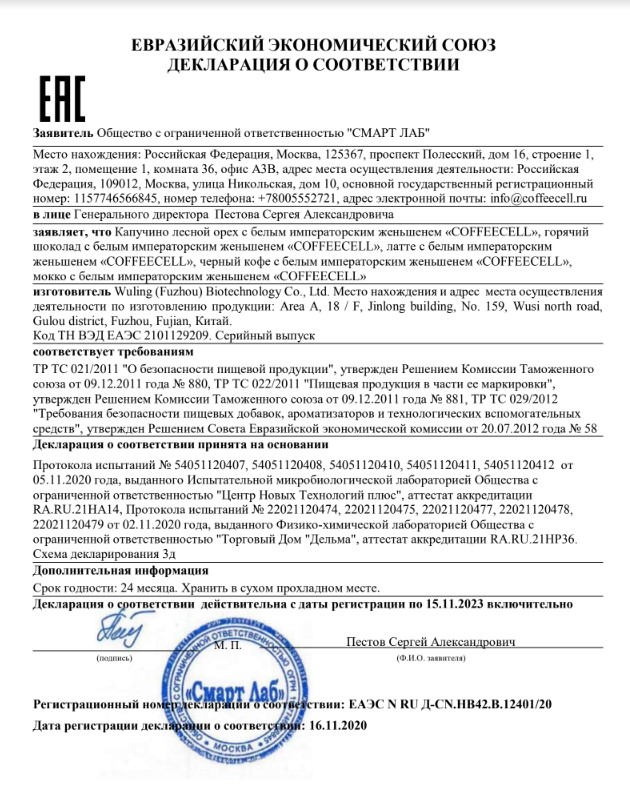 ЕВРАЗИЙСКИЙ ЭКОНОМИЧЕСКИЙ СОЮЗ
ДЕКЛАРАЦИЯ О СООТВЕТСТВИИ
ЕАС
Заявитель Общество с ограниченной ответственностью "СМАРТ ЛАБ"
Место нахождения: Российская Федерация, Москва, 125367, проспект Полесский, дом 16, строение 1,
этаж 2, помещение 1, комната 36, офис А3В, адрес места осуществления деятельности: Российская
Федерация, 109012, Москва, улица Никольская, дом 10, основной государственный регистрационный
номер: 1157746566845, номер телефона: +78005552721, адрес электронной почты: info@coffeecell.ru
в лице Генерального директора Пестова Сергея Александровича
заявляет, что Капучино лесной орех с белым императорским женьшенем «COFFEECELL», горячий
шоколад с белым императорским женьшенем «COFFEECELL», латте с белым императорским
женьшенем «COFFEECELL», черный кофе с белым императорским женьшенем «COFFEECELL»,
мокко с белым императорским женьшенем «COFFEECELL»
изготовитель Wuling (Fuzhou) Biotechnology Co., Ltd. Место нахождения и адрес места осуществления
деятельности по изготовлению продукции: Area A, 18 / F, Jinlong building, No. 159, Wusi north road,
Gulou district, Fuzhou, Fujian, Китай.
Код ТН ВЭД ЕАЭС 2101129209. Серийный выпуск
соответствует требованиям
ТР ТС 021/2011 "О безопасности пищевой продукции", утвержден Решением Комиссии Таможенного
союза от 09.12.2011 года № 880, ТР ТС 022/2011 "Пищевая продукция в части ее маркировки",
утвержден Решением Комиссии Таможенного союза от 09.12.2011 года № 881, ТР ТС 029/2012
"Требования безопасности пищевых добавок, ароматизаторов и технологических вспомогательных
средств", утвержден Решением Совета Евразийской экономической комиссии от 20.07.2012 года № 58
Декларация о соответствии принята на основании
Протокола испытаний № 54051120407, 54051120408, 54051120410, 54051120411, 54051120412 от
05.11.2020 года, выданного Испытательной микробиологической лабораторией Общества с
ограниченной ответственностью "Центр Новых Технологий плюс", аттестат аккредитации
RA.RU.21НА14, Протокола испытаний № 22021120474, 22021120475, 22021120477, 22021120478,
22021120479 от 02.11.2020 года, выданного Физико-химической лабораторией Общества с
ограниченной ответственностью "Торговый Дом "Дельма", аттестат аккредитации RA.RU.21НР36.
Схема декларирования 3д
Дополнительная информация
Срок годности: 24 месяца. Хранить в сухом прохладном месте.
Декларация о соответствии действительна с даты регистрации по 15.11.2023 включительно
М. П.
Пестов Сергей Александрович
(подпись)
(Ф.И.О. заявителя)
«Смарт Лаб»
МОСКВА
Регистрационный номер декларации о соответствии: ЕАЭС N RU Д-CN.НВ42.В.12401/20
Дата регистрации декларации о соответствии: 16.11.2020